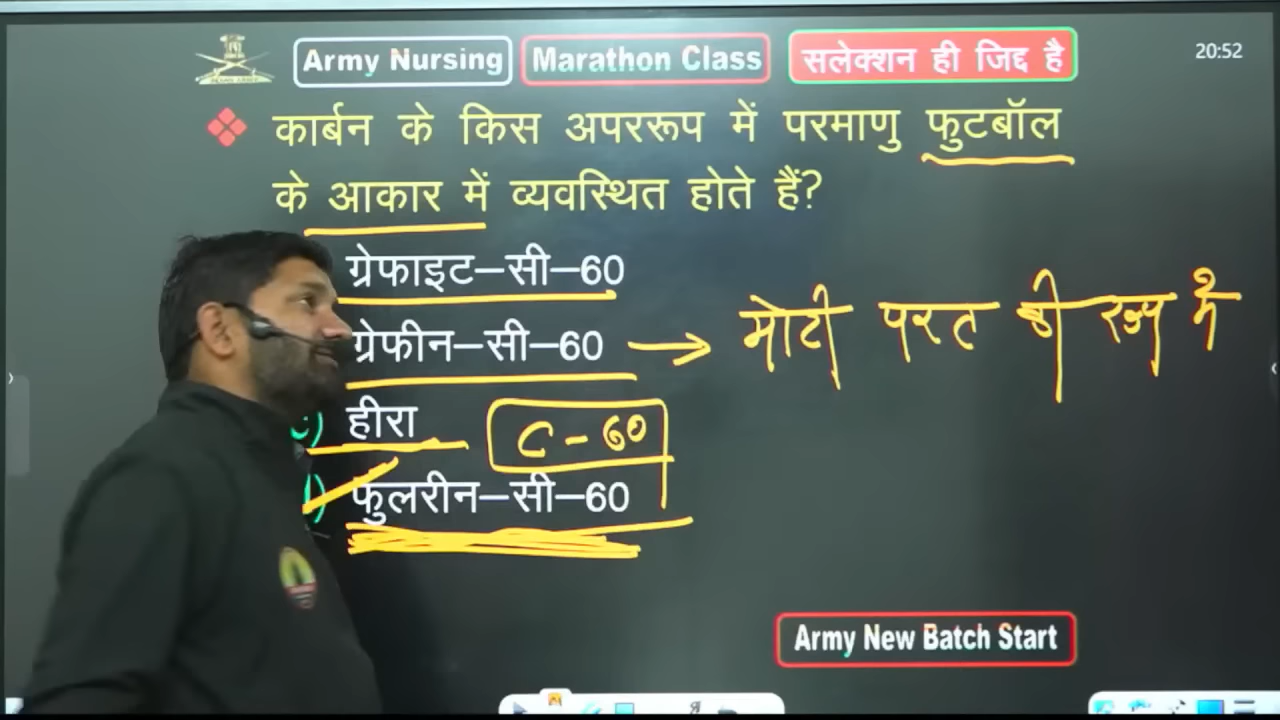 Army Nursing Marathon Class सलेक्शन ही जिद्द है 20:52
कार्बन के किस अपररूप में परमाणु फुटबॉल
के आकार में व्यवस्थित होते हैं?
ग्रेफाइट–सी–60
ग्रेफीन–सी–60 → मोटी परत की रूप में
c) हीरा C – 60
d) फुलरीन–सी–60
Army New Batch Start